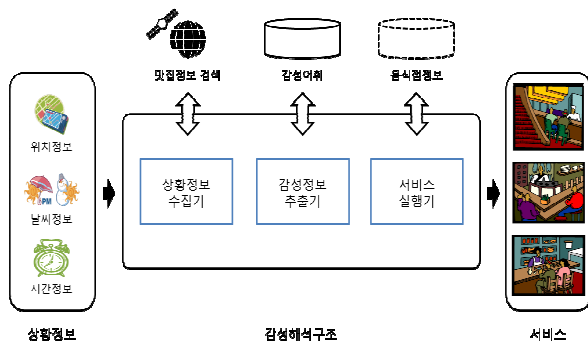 맛집정보 검색
감성어휘
음식점정보
위치정보
PM
날씨정보
시간정보
상황정보
수집기
감성정보
추출기
서비스
실행기
상황정보
감성해석구조
서비스